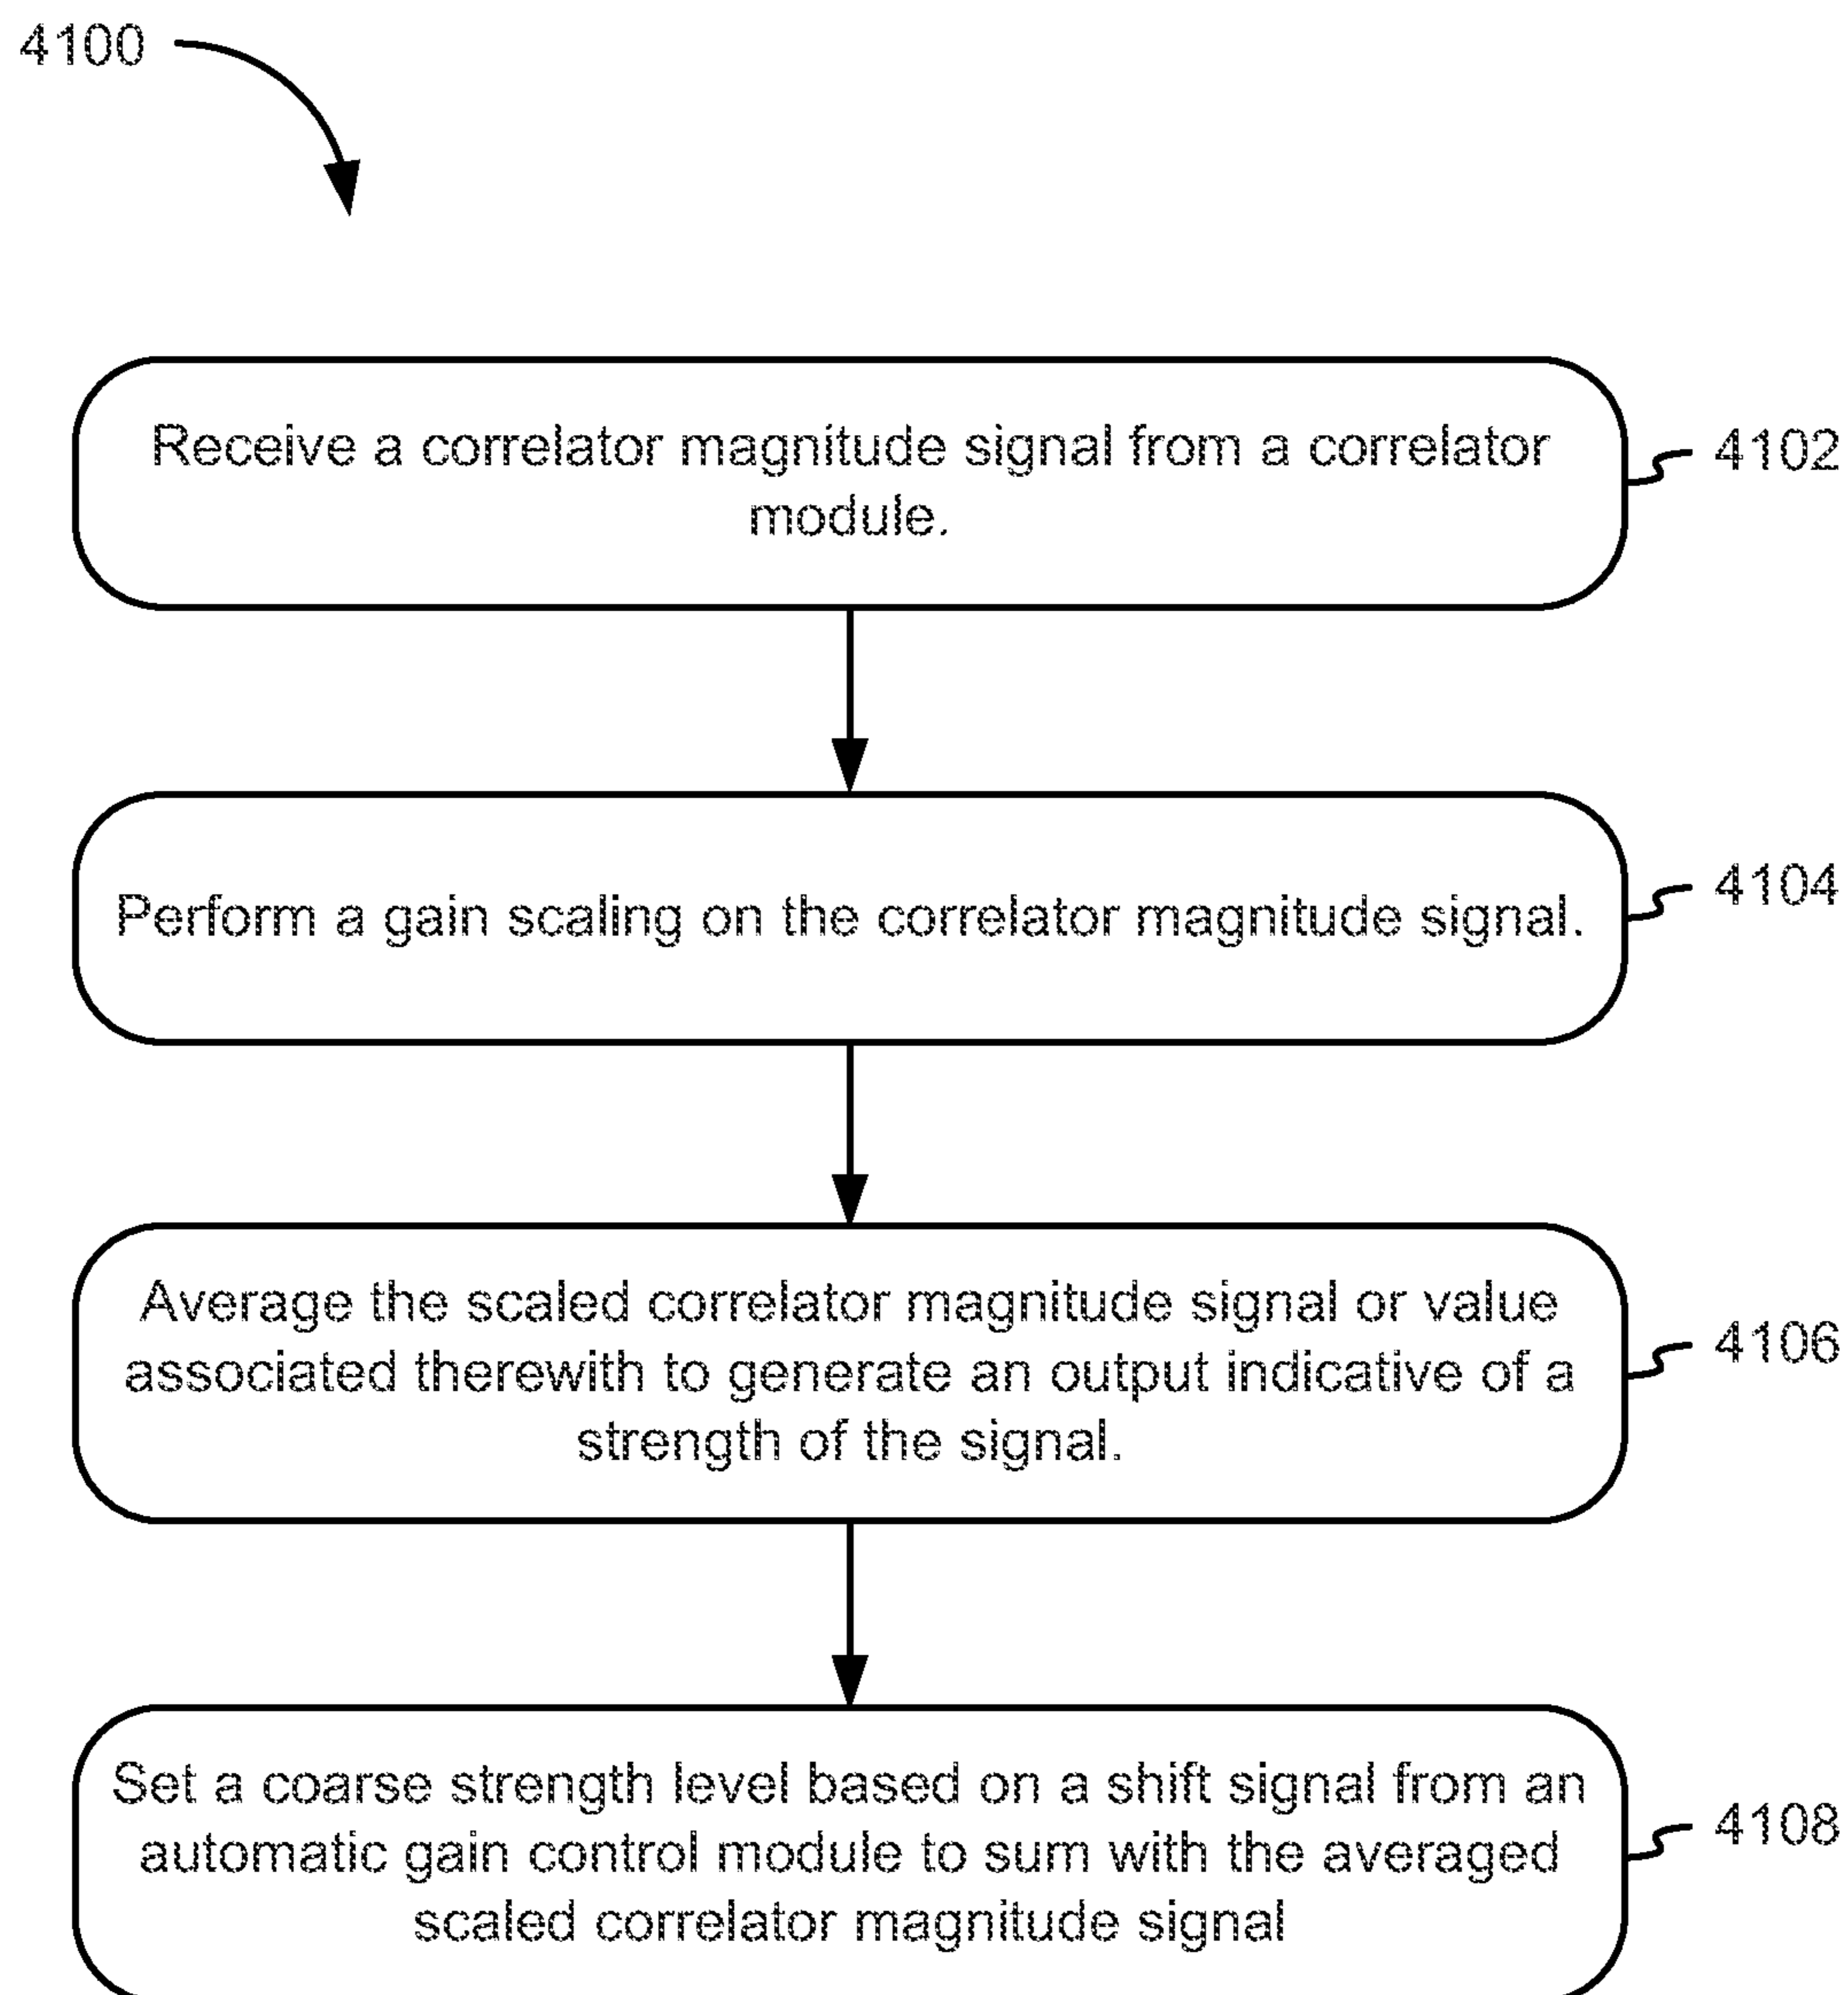 4100
Receive a correlator magnitude signal from a correlator
module.
4102
Perform a gain scaling on the correlator magnitude signal.
4104
Average the scaled correlator magnitude signal or value
associated therewith to generate an output indicative of a
strength of the signal.
4106
Set a coarse strength level based on a shift signal from an
automatic gain control module to sum with the averaged
scaled correlator magnitude signal
4108